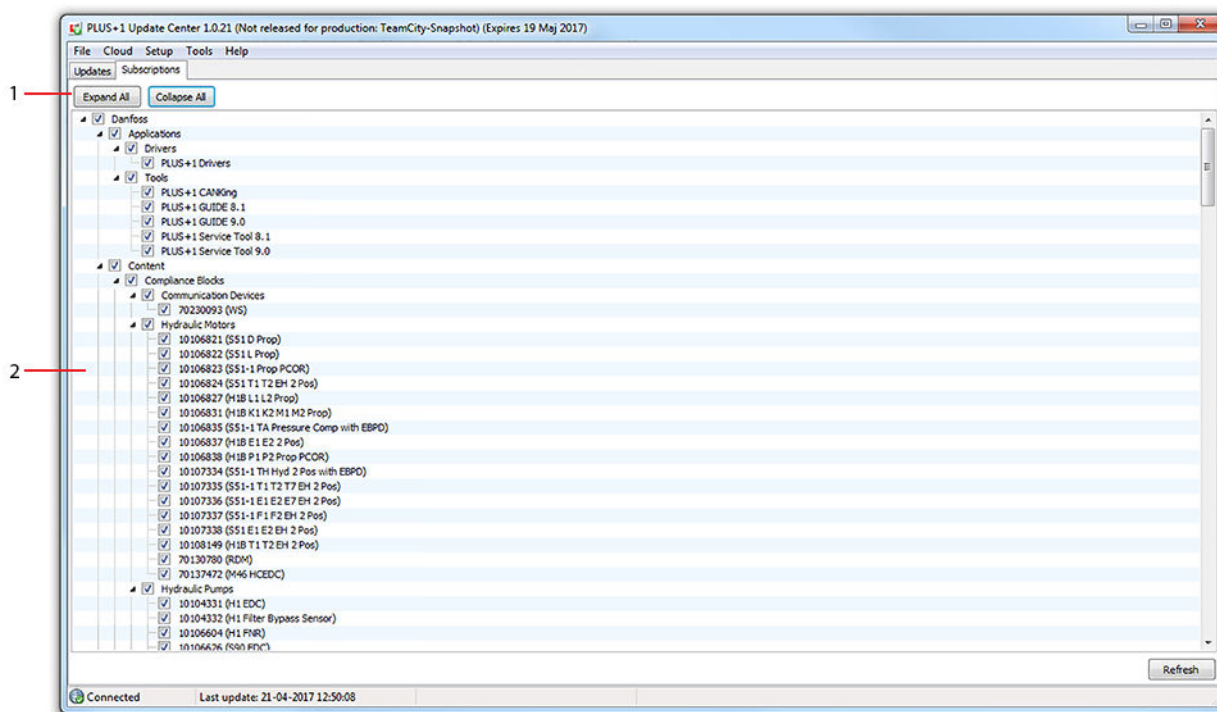 PLUS+1 Update Center 1.0.21 (Not released for production: TeamCity-Snapshot) (Expires 19 Maj 2017)
File Cloud Setup Tools Help
Updates Subscriptions
1
Expand All Collapse All
Danfoss
Applications
Drivers
PLUS+1 Drivers
Tools
PLUS+1 CANKing
PLUS+1 GUIDE 8.1
PLUS+1 GUIDE 9.0
PLUS+1 Service Tool 8.1
PLUS+1 Service Tool 9.0
Content
Compliance Blocks
Communication Devices
70230093 (WS)
Hydraulic Motors
10106821 (S51 D Prop)
10106822 (S51 L Prop)
2
10106823 (S51-1 Prop PCOR)
10106824 (S51 T1 T2 EH 2 Pos)
10106827 (H1B L1 L2 Prop)
10106831 (H1B K1 K2 M1 M2 Prop)
10106835 (S51-1 TA Pressure Comp with EBPD)
10106837 (H1B E1 E2 2 Pos)
10106838 (H1B P1 P2 Prop PCOR)
10107334 (S51-1 TH Hyd 2 Pos with EBPD)
10107335 (S51-1 T1 T2 T7 EH 2 Pos)
10107336 (S51-1 E1 E2 E7 EH 2 Pos)
10107337 (S51-1 F1 F2 EH 2 Pos)
10107338 (S51 E1 E2 EH 2 Pos)
10108149 (H1B T1 T2 EH 2 Pos)
70130780 (RDM)
70137472 (M46 HCEDC)
Hydraulic Pumps
10104331 (H1 EDC)
10104332 (H1 Filter Bypass Sensor)
10106604 (H1 FNR)
10106626 (S90 EDC)
Refresh
Connected Last update: 21-04-2017 12:50:08